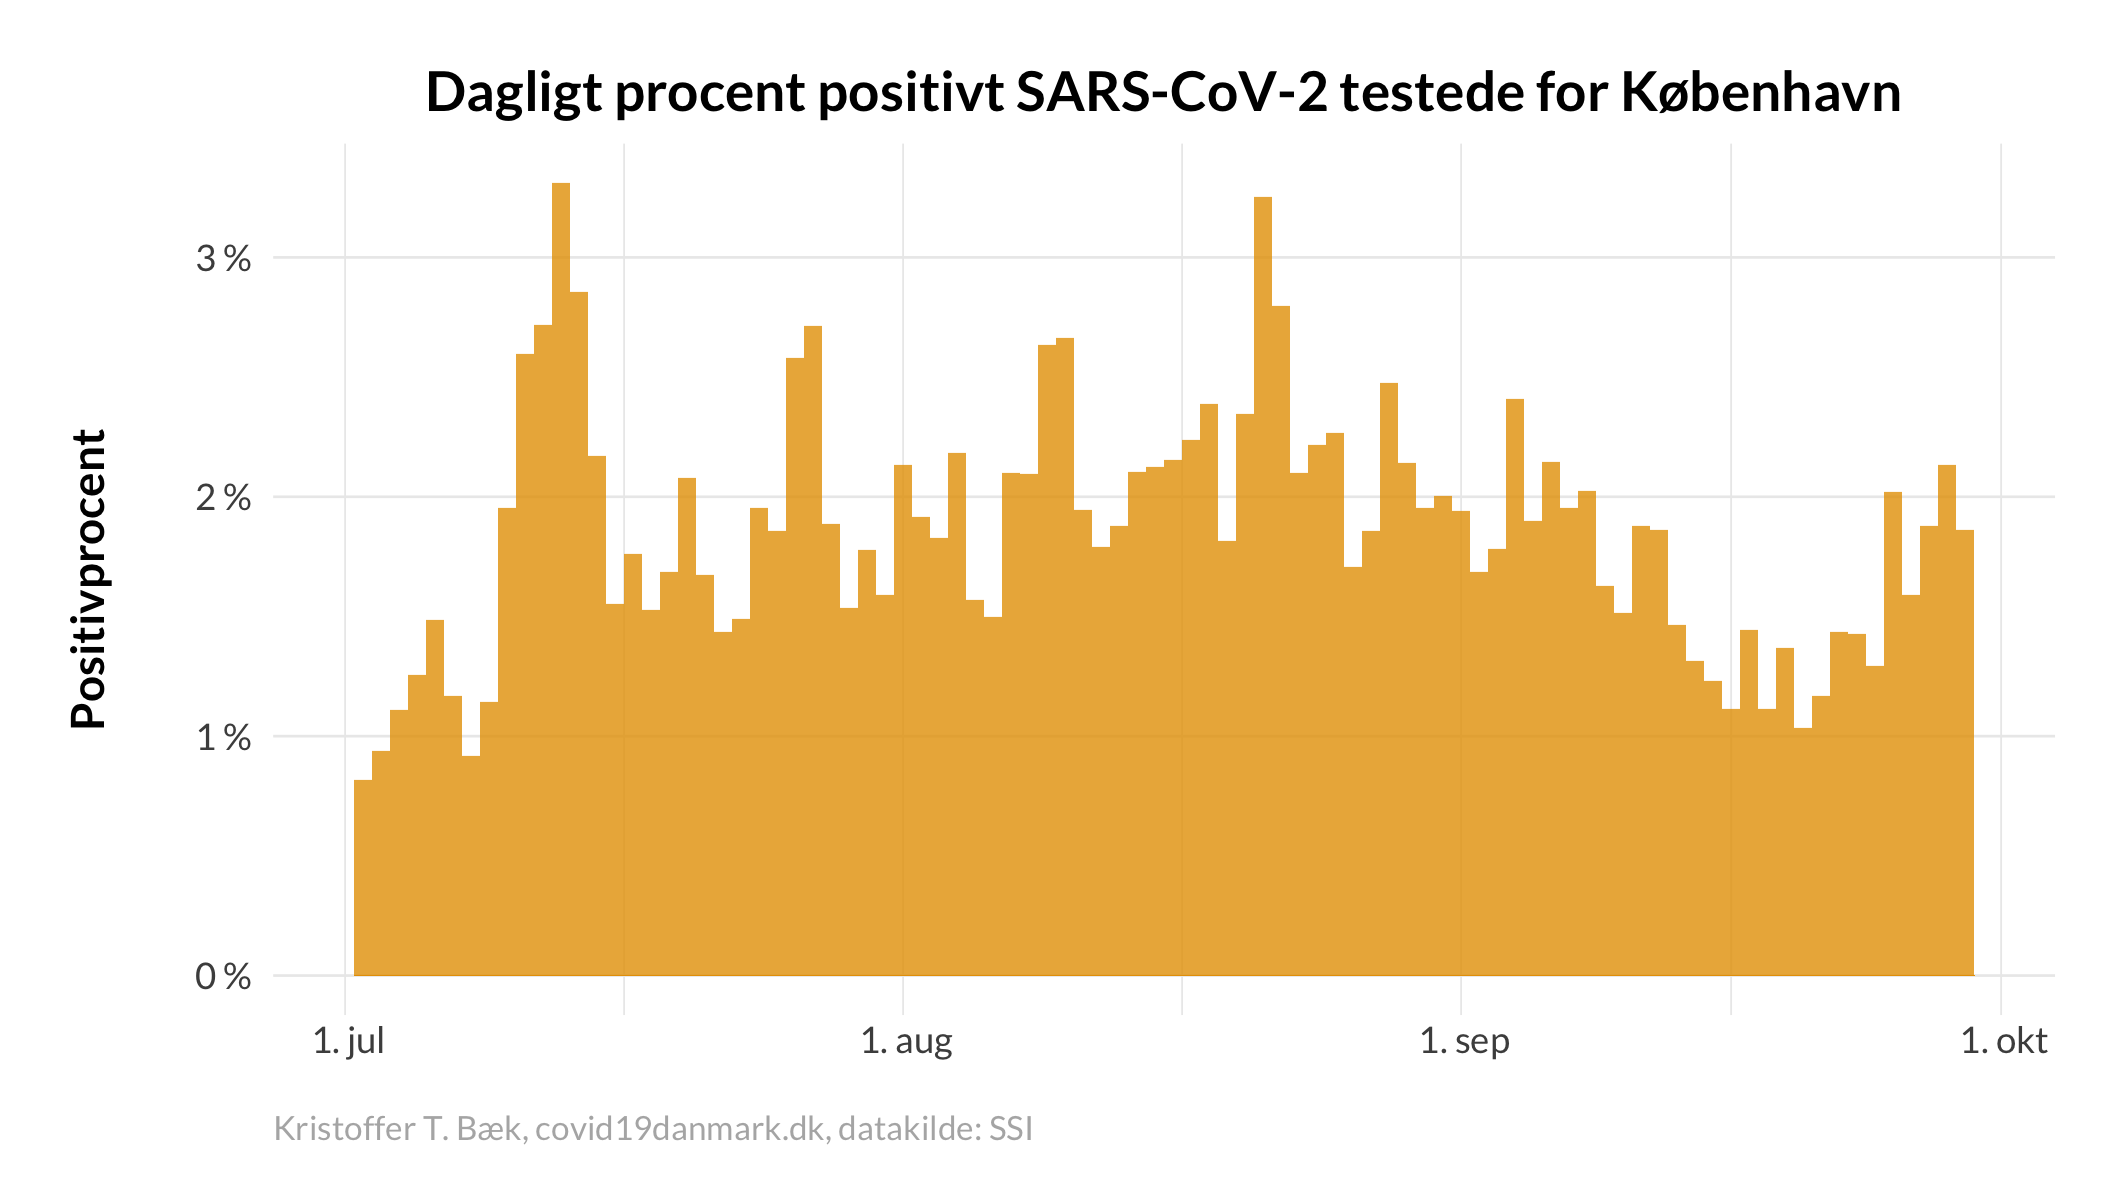 Dagligt procent positivt SARS-CoV-2 testede for København
Positivprocent
3 %
2 %
1 %
0 %
1. jul
1. aug
1. sep
1. okt
Kristoffer T. Bæk, covid19danmark.dk, datakilde: SSI